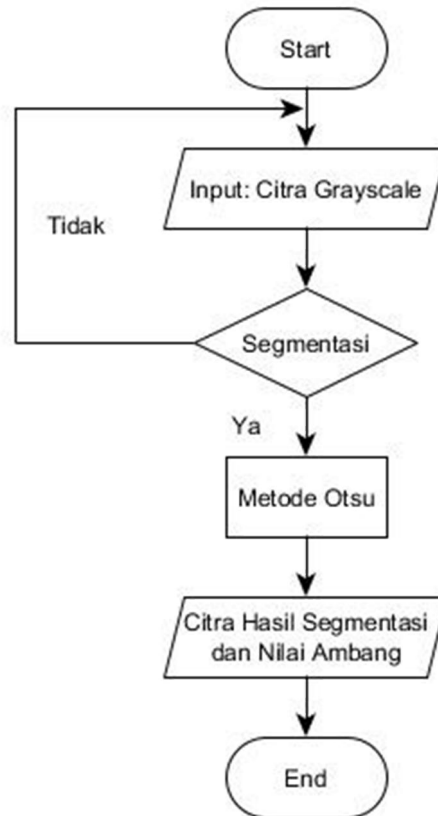 Start
Input: Citra Grayscale
Tidak
Segmentasi
Ya
Metode Otsu
Citra Hasil Segmentasi
dan Nilai Ambang
End